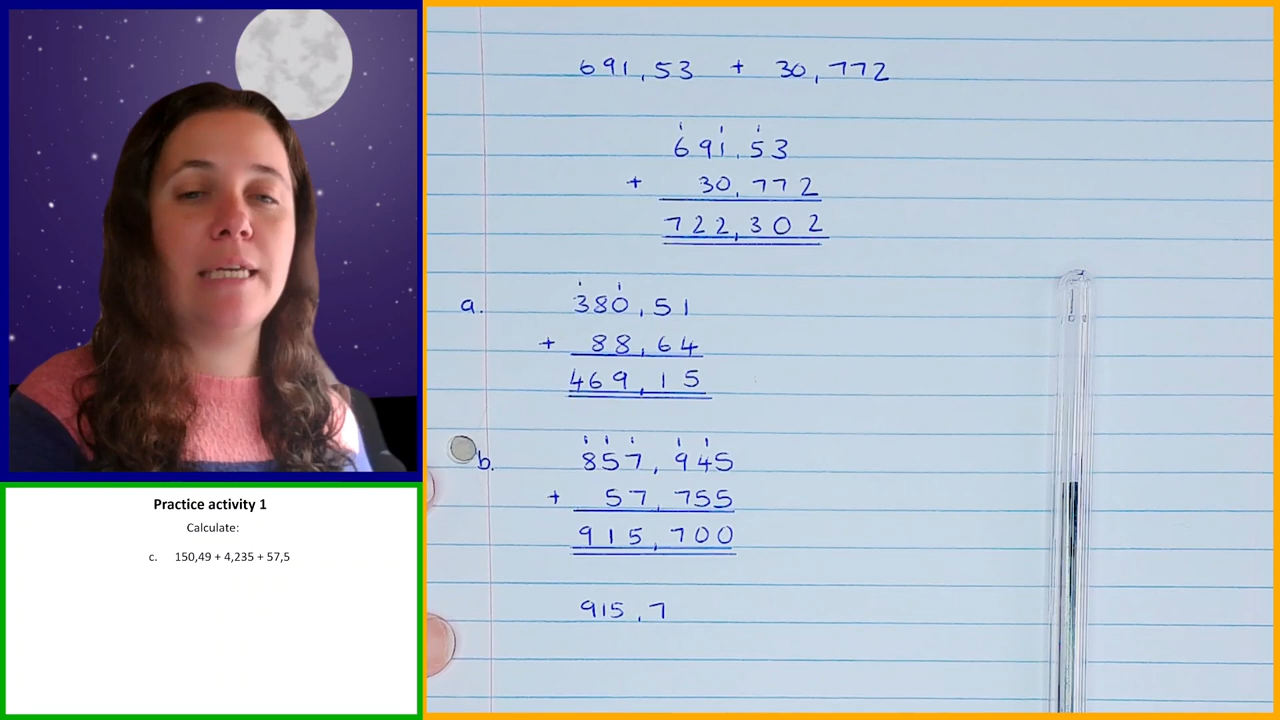 691,53 + 30,772
691,53
+ 30,772
722,302
a. 380,51
+ 88,64
469,15
b. 857,945
+ 57,755
915,700
915,7
Practice activity 1
Calculate:
c. 150,49 + 4,235 + 57,5